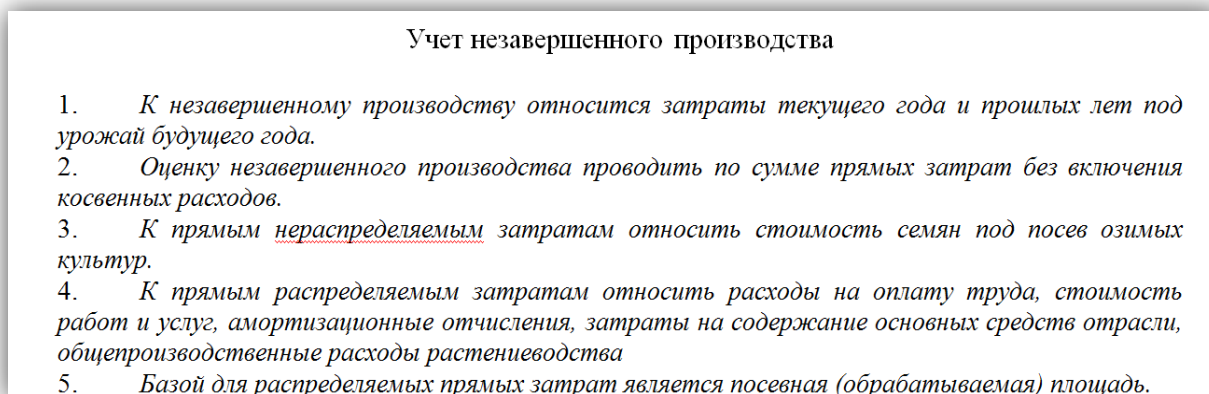 Учет незавершенного производства
1. К незавершенному производству относится затраты текущего года и прошлых лет под
урожай будущего года.
2. Оценку незавершенного производства проводить по сумме прямых затрат без включения
косвенных расходов.
3. К прямым нераспределяемым затратам относить стоимость семян под посев озимых
культур.
4. К прямым распределяемым затратам относить расходы на оплату труда, стоимость
работ и услуг, амортизационные отчисления, затраты на содержание основных средств отрасли,
общепроизводственные расходы растениеводства
5. Базой для распределяемых прямых затрат является посевная (обрабатываемая) площадь.